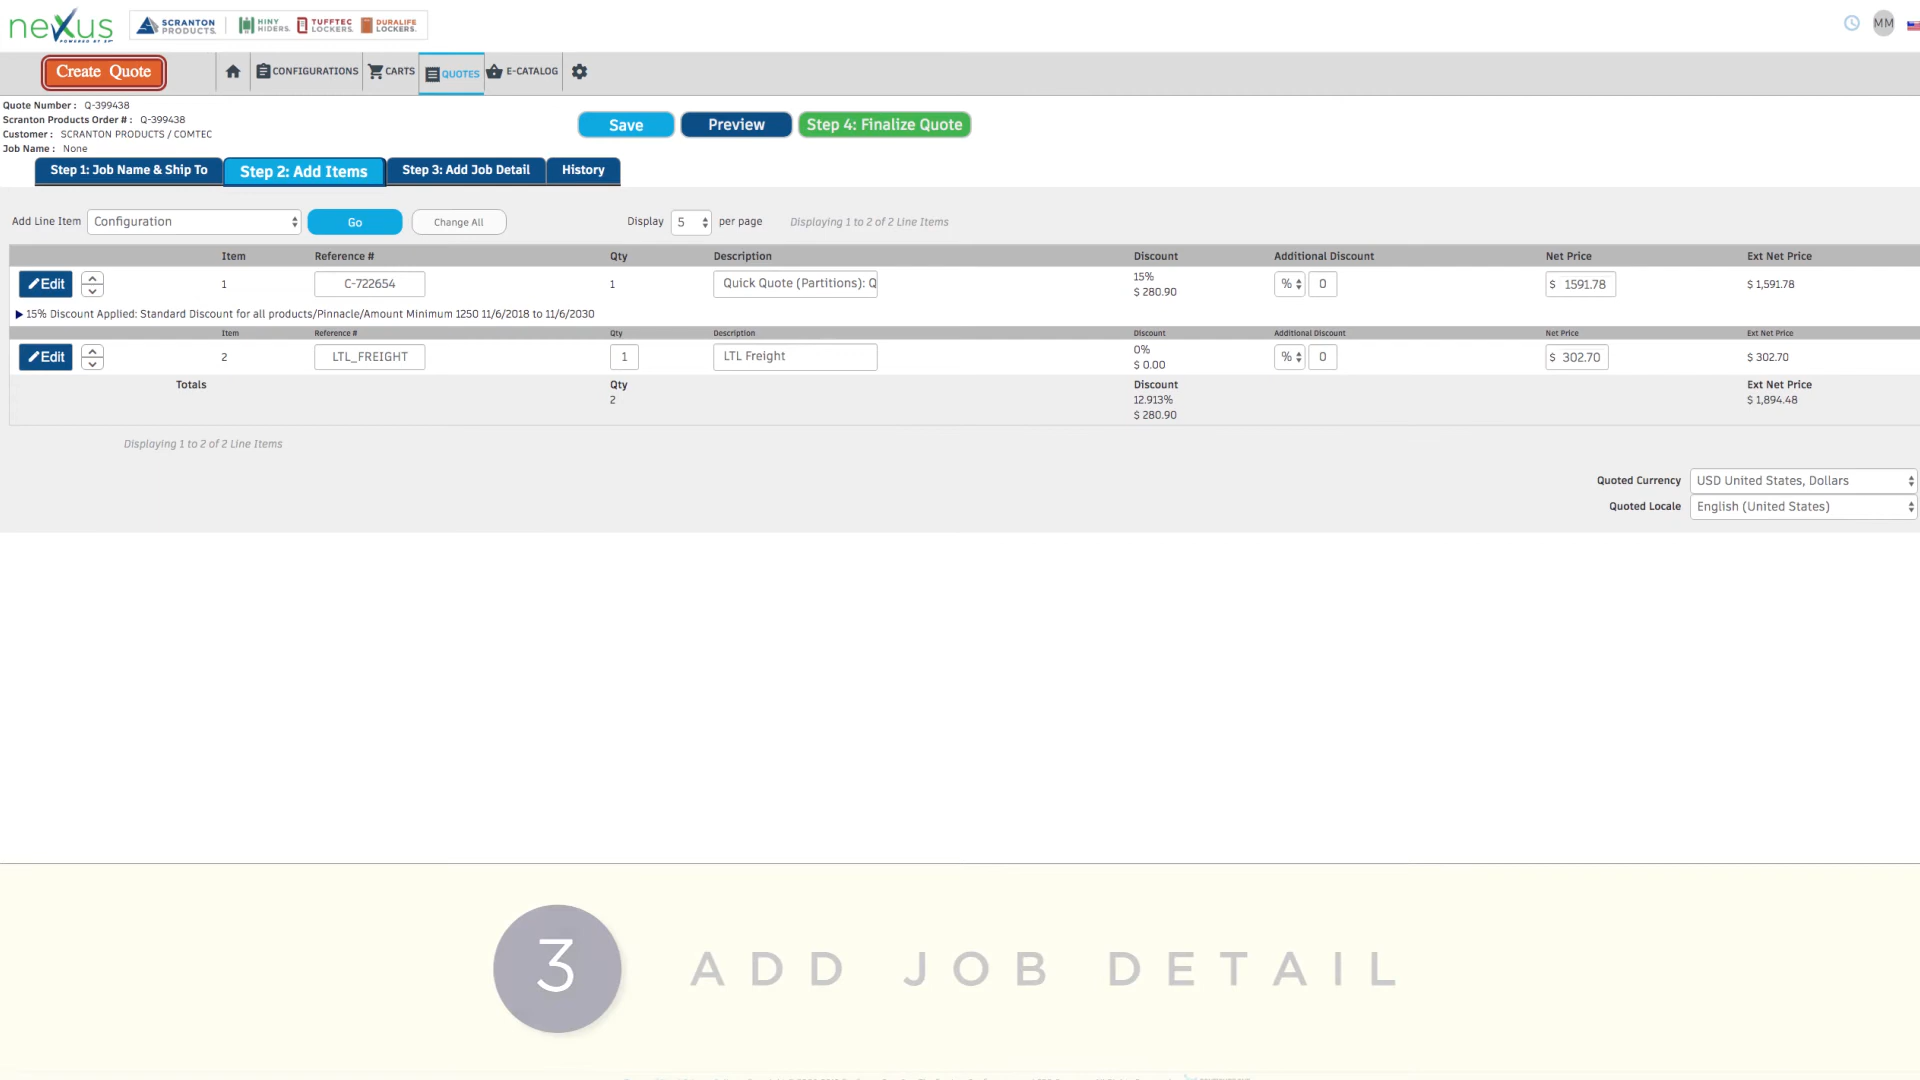 neXus
POWERED BY
SCRANTON PRODUCTS. HINY HIDERS. TUFFTEC LOCKERS. DURALIFE LOCKERS.
MM
Create Quote
CONFIGURATIONS CARTS QUOTES E-CATALOG
Quote Number : Q-399438
Scranton Products Order # : Q-399438
Customer : SCRANTON PRODUCTS / COMTEC
Job Name : None
Save Preview Step 4: Finalize Quote
Step 1: Job Name & Ship To Step 2: Add Items Step 3: Add Job Detail History
Add Line Item Configuration Go Change All Display 5 per page Displaying 1 to 2 of 2 Line Items
Item Reference # Qty Description Discount Additional Discount Net Price Ext Net Price
Edit 1 C-722654 1 Quick Quote (Partitions): Q 15% % 0 $ 1591.78 $ 1,591.78
$ 280.90
15% Discount Applied: Standard Discount for all products/Pinnacle/Amount Minimum 1250 11/6/2018 to 11/6/2030
Item Reference # Qty Description Discount Additional Discount Net Price Ext Net Price
Edit 2 LTL_FREIGHT 1 LTL Freight 0% % 0 $ 302.70 $ 302.70
$ 0.00
Totals Qty Discount Ext Net Price
2 12.913% $ 1,894.48
$ 280.90
Displaying 1 to 2 of 2 Line Items
Quoted Currency USD United States, Dollars
Quoted Locale English (United States)
3 ADD JOB DETAIL